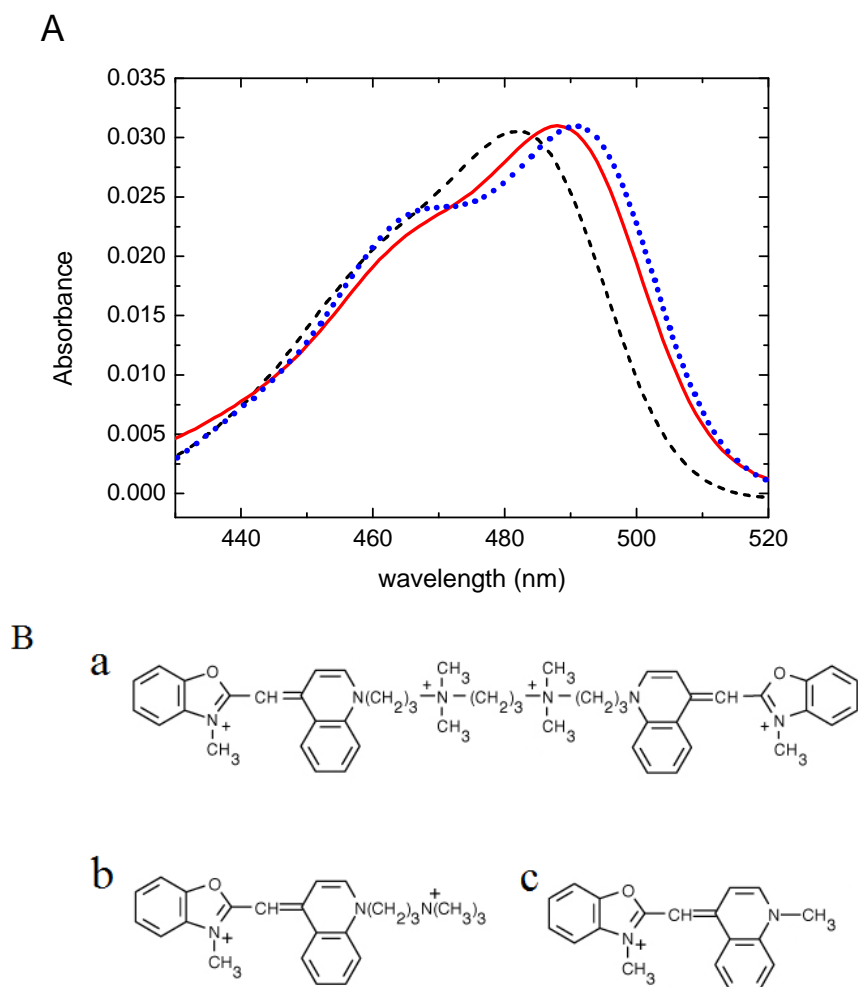 A
0.035
0.030
0.025
0.020
0.015
0.010
0.005
0.000
Absorbance
440 460 480 500 520
wavelength (nm)
B
a
O CH N(CH2)3 + N CH3 CH3 (CH2)3 + N CH3 CH3 (CH2)3 N CH O
N + CH3 + N CH3
b
O CH N(CH2)3N(CH3)3 +
N + CH3
c
O CH N CH3
N + CH3